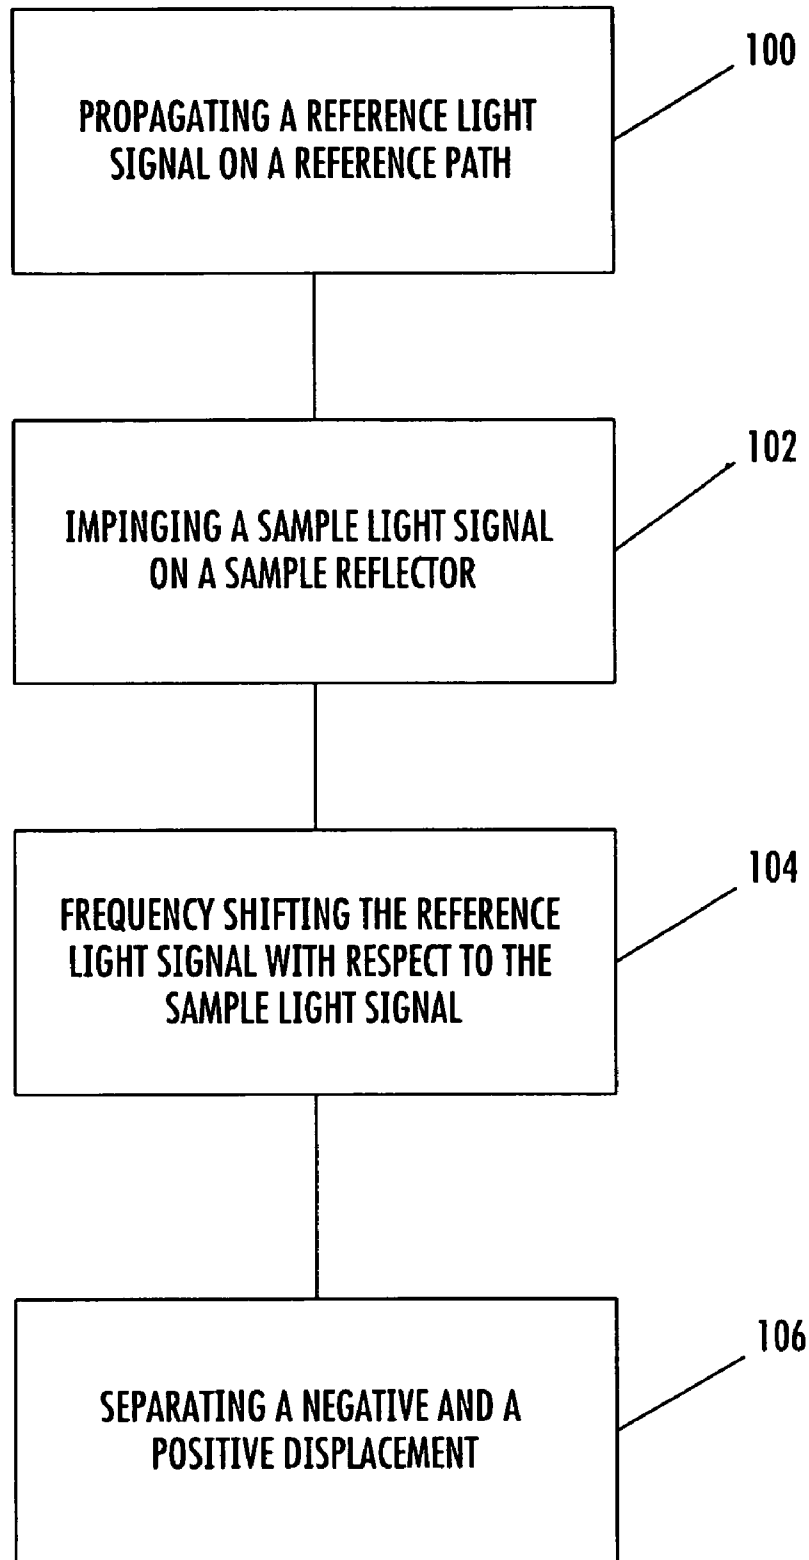 100
PROPAGATING A REFERENCE LIGHT
SIGNAL ON A REFERENCE PATH
102
IMPINGING A SAMPLE LIGHT SIGNAL
ON A SAMPLE REFLECTOR
104
FREQUENCY SHIFTING THE REFERENCE
LIGHT SIGNAL WITH RESPECT TO THE
SAMPLE LIGHT SIGNAL
106
SEPARATING A NEGATIVE AND A
POSITIVE DISPLACEMENT